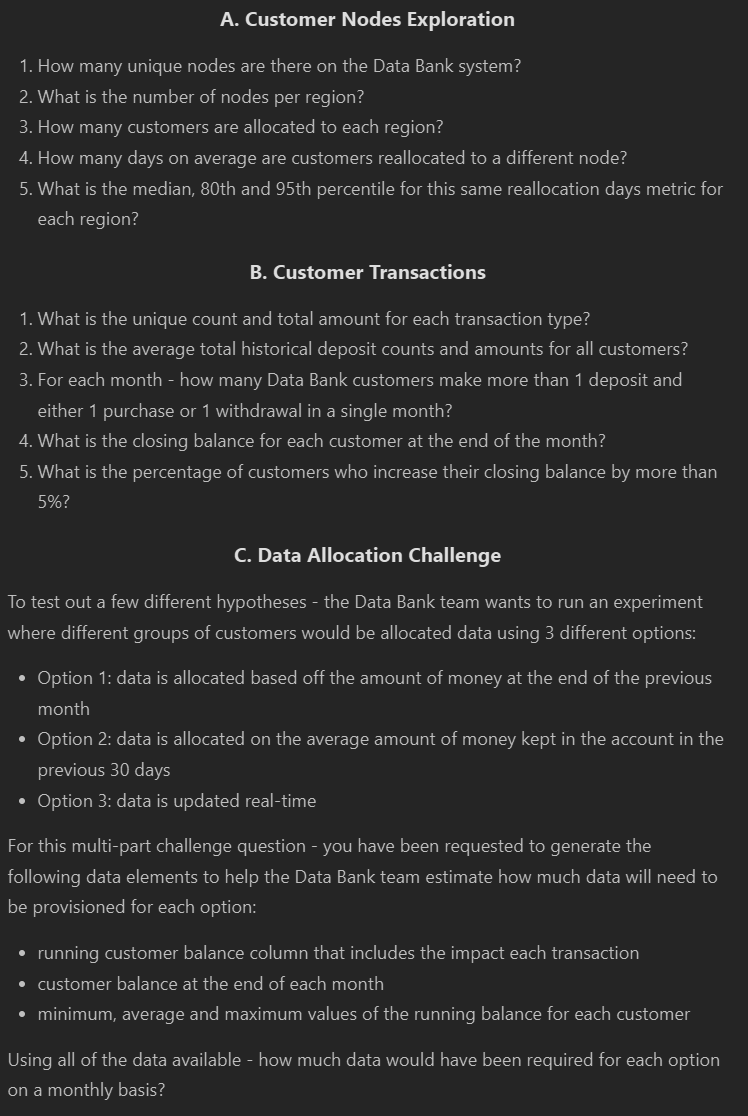 A. Customer Nodes Exploration
1. How many unique nodes are there on the Data Bank system?
2. What is the number of nodes per region?
3. How many customers are allocated to each region?
4. How many days on average are customers reallocated to a different node?
5. What is the median, 80th and 95th percentile for this same reallocation days metric for
each region?
B. Customer Transactions
1. What is the unique count and total amount for each transaction type?
2. What is the average total historical deposit counts and amounts for all customers?
3. For each month - how many Data Bank customers make more than 1 deposit and
either 1 purchase or 1 withdrawal in a single month?
4. What is the closing balance for each customer at the end of the month?
5. What is the percentage of customers who increase their closing balance by more than
5%?
C. Data Allocation Challenge
To test out a few different hypotheses - the Data Bank team wants to run an experiment
where different groups of customers would be allocated data using 3 different options:
• Option 1: data is allocated based off the amount of money at the end of the previous
month
• Option 2: data is allocated on the average amount of money kept in the account in the
previous 30 days
• Option 3: data is updated real-time
For this multi-part challenge question - you have been requested to generate the
following data elements to help the Data Bank team estimate how much data will need to
be provisioned for each option:
• running customer balance column that includes the impact each transaction
• customer balance at the end of each month
• minimum, average and maximum values of the running balance for each customer
Using all of the data available - how much data would have been required for each option
on a monthly basis?